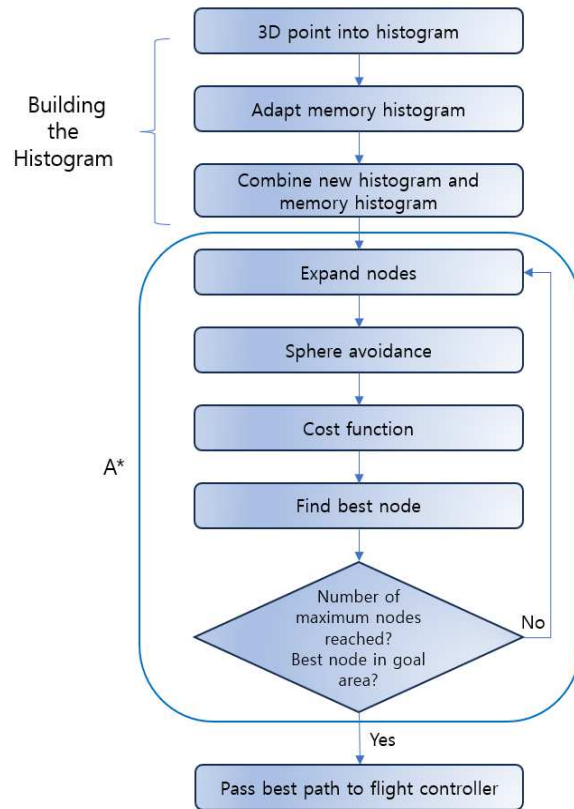 3D point into histogram
Building
the
Histogram
Adapt memory histogram
Combine new histogram and
memory histogram
Expand nodes
Sphere avoidance
Cost function
A*
Find best node
Number of
maximum nodes
reached?
Best node in goal
area?
No
Yes
Pass best path to flight controller